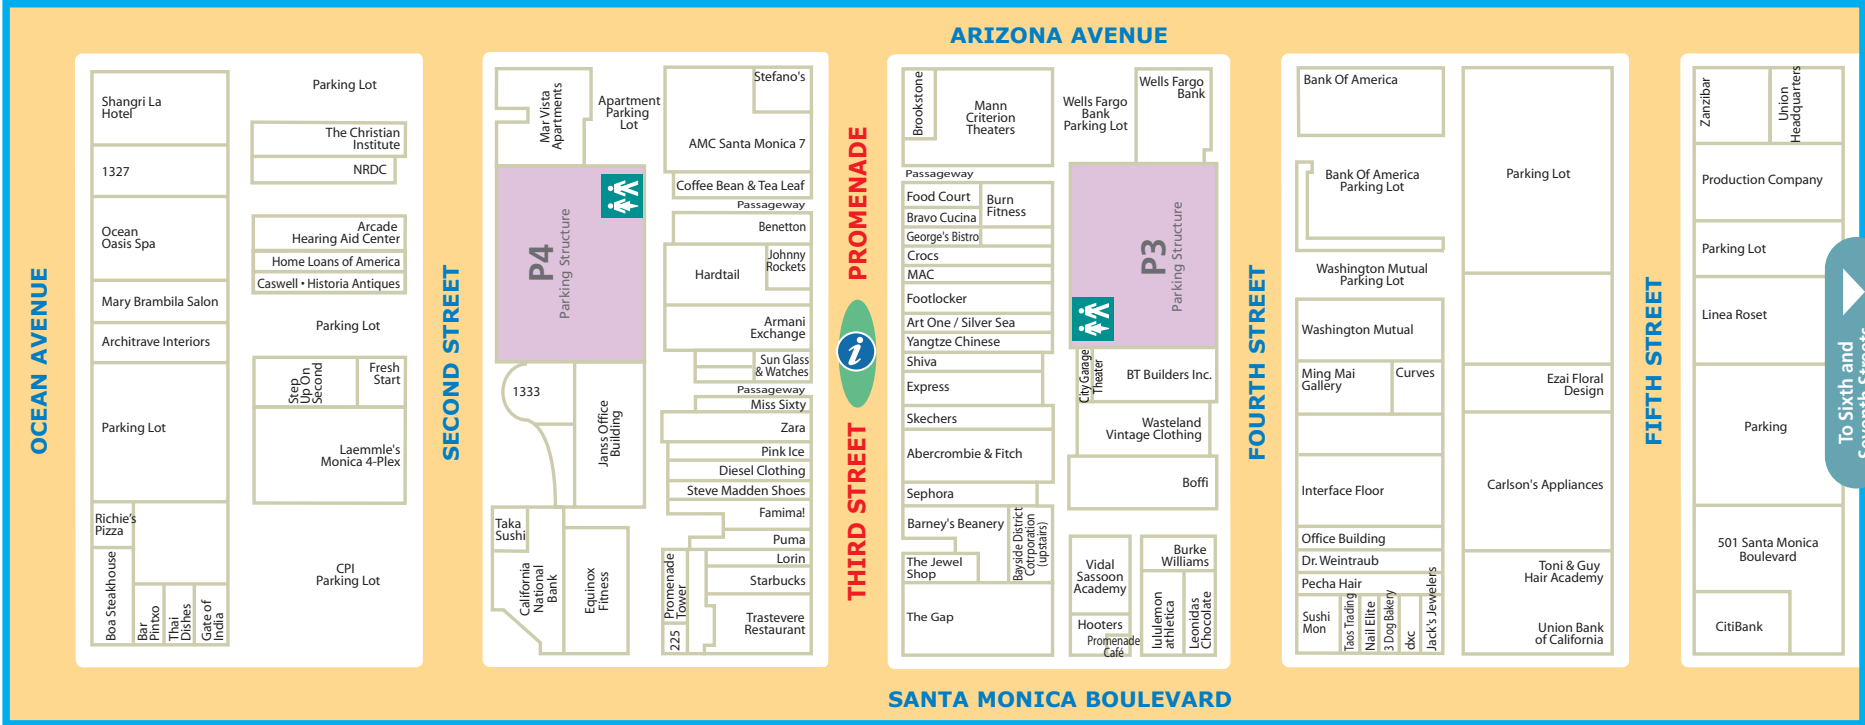 ARIZONA AVENUE
OCEAN AVENUE
Shangri La
Hotel
1327
Ocean
Oasis Spa
Mary Brambila Salon
Architrave Interiors
Parking Lot
Richie's
Pizza
Boa Steakhouse
Bar
Pintxo
Thai
Dishes
Gate of
India
Parking Lot
The Christian
Institute
NRDC
Arcade
Hearing Aid Center
Home Loans of America
Caswell • Historia Antiques
Parking Lot
Step
Up On
Second
Fresh
Start
Laemmle's
Monica 4-Plex
CPI
Parking Lot
SECOND STREET
Mar Vista
Apartments
Apartment
Parking
Lot
P4
Parking Structure
1333
Janss Office
Building
Taka
Sushi
California
National
Bank
Equinox
Fitness
Stefano's
AMC Santa Monica 7
Coffee Bean & Tea Leaf
Passageway
Benetton
Hardtail
Johnny
Rockets
Armani
Exchange
Sun Glass
& Watches
Passageway
Miss Sixty
Zara
Pink Ice
Diesel Clothing
Steve Madden Shoes
Famima!
Puma
Lorin
Starbucks
Promenade
Tower
225
Trastevere
Restaurant
THIRD STREET PROMENADE
i
Brookstone
Mann
Criterion
Theaters
Passageway
Food Court
Burn
Fitness
Bravo Cucina
George's Bistro
Crocs
MAC
Footlocker
Art One / Silver Sea
Yangtze Chinese
Shiva
Express
Skechers
Abercrombie & Fitch
Sephora
Barney's Beanery
Bayside District
Corporation
(upstairs)
The Jewel
Shop
The Gap
Wells Fargo
Bank
Parking Lot
Wells Fargo
Bank
P3
Parking Structure
City Garage
Theater
BT Builders Inc.
Wasteland
Vintage Clothing
Boffi
Vidal
Sassoon
Academy
Hooters
Promenade
Café
Burke
Williams
lululemon
athletica
Leonidas
Chocolate
FOURTH STREET
Bank Of America
Bank Of America
Parking Lot
Washington Mutual
Parking Lot
Washington Mutual
Ming Mai
Gallery
Curves
Interface Floor
Office Building
Dr. Weintraub
Pecha Hair
Sushi
Mon
Taos Trading
Nail Elite
3 Dog Bakery
dxc
Jack's Jewelers
Parking Lot
Ezai Floral
Design
Carlson's Appliances
Toni & Guy
Hair Academy
Union Bank
of California
FIFTH STREET
Zanzibar
Union
Headquarters
Production Company
Parking Lot
Linea Roset
Parking
501 Santa Monica
Boulevard
CitiBank
To Sixth and
Seventh Streets
SANTA MONICA BOULEVARD